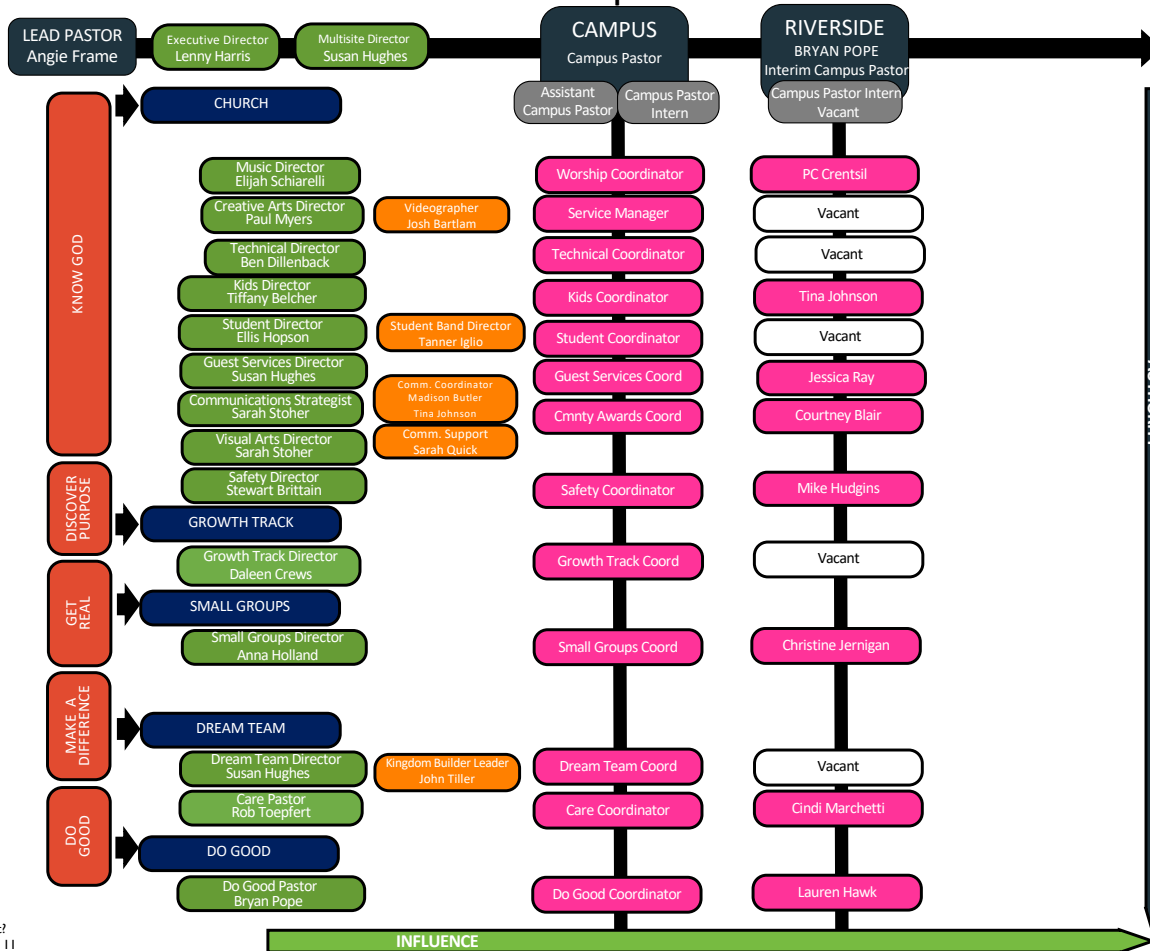 LEAD PASTOR
Angie Frame
Executive Director
Lenny Harris
Multisite Director
Susan Hughes
CAMPUS
Campus Pastor
RIVERSIDE
BRYAN POPE
Interim Campus Pastor
Assistant
Campus Pastor
Campus Pastor
Intern
Campus Pastor Intern
Vacant
KNOW GOD
CHURCH
Music Director
Elijah Schiarelli
Worship Coordinator
PC Crentsil
Creative Arts Director
Paul Myers
Videographer
Josh Bartlam
Service Manager
Vacant
Technical Director
Ben Dillenback
Technical Coordinator
Vacant
Kids Director
Tiffany Belcher
Kids Coordinator
Tina Johnson
Student Director
Ellis Hopson
Student Band Director
Tanner Iglio
Student Coordinator
Vacant
Guest Services Director
Susan Hughes
Guest Services Coord
Jessica Ray
Communications Strategist
Sarah Stoher
Comm. Coordinator
Madison Butler
Tina Johnson
Cmnty Awards Coord
Courtney Blair
Visual Arts Director
Sarah Stoher
Comm. Support
Sarah Quick
Safety Director
Stewart Brittain
Safety Coordinator
Mike Hudgins
DISCOVER
PURPOSE
GROWTH TRACK
Growth Track Director
Daleen Crews
Growth Track Coord
Vacant
GET
REAL
SMALL GROUPS
Small Groups Director
Anna Holland
Small Groups Coord
Christine Jernigan
MAKE A
DIFFERENCE
DREAM TEAM
Dream Team Director
Susan Hughes
Kingdom Builder Leader
John Tiller
Dream Team Coord
Vacant
Care Pastor
Rob Toepfert
Care Coordinator
Cindi Marchetti
DO
GOOD
DO GOOD
Do Good Pastor
Bryan Pope
Do Good Coordinator
Lauren Hawk
INFLUENCE